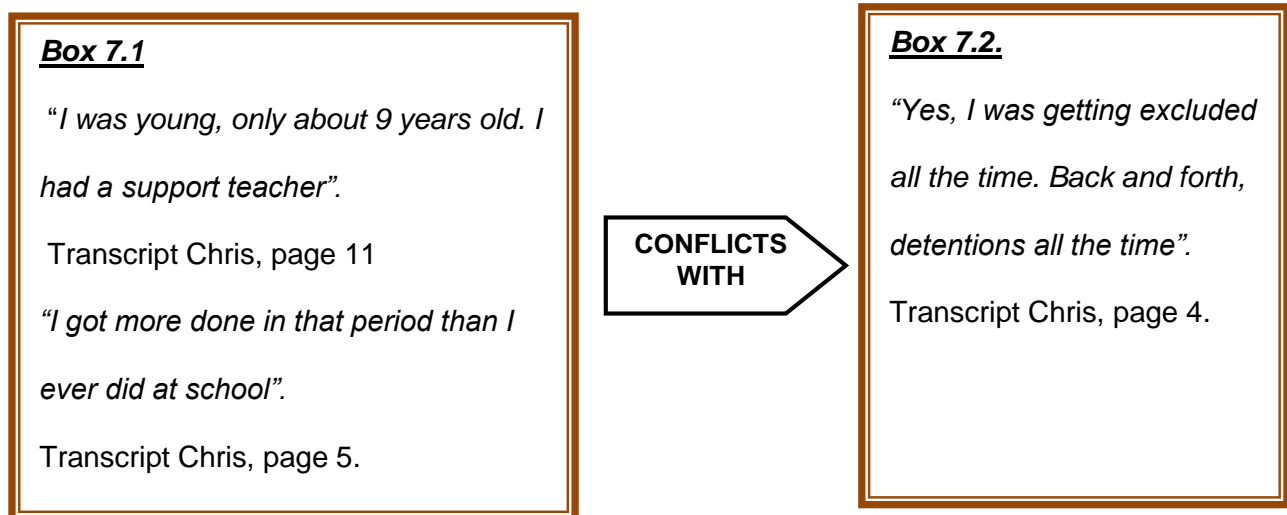 Box 7.1
“I was young, only about 9 years old. I
had a support teacher”.
Transcript Chris, page 11
“I got more done in that period than I
ever did at school”.
Transcript Chris, page 5.
CONFLICTS
WITH
Box 7.2.
“Yes, I was getting excluded
all the time. Back and forth,
detentions all the time”.
Transcript Chris, page 4.